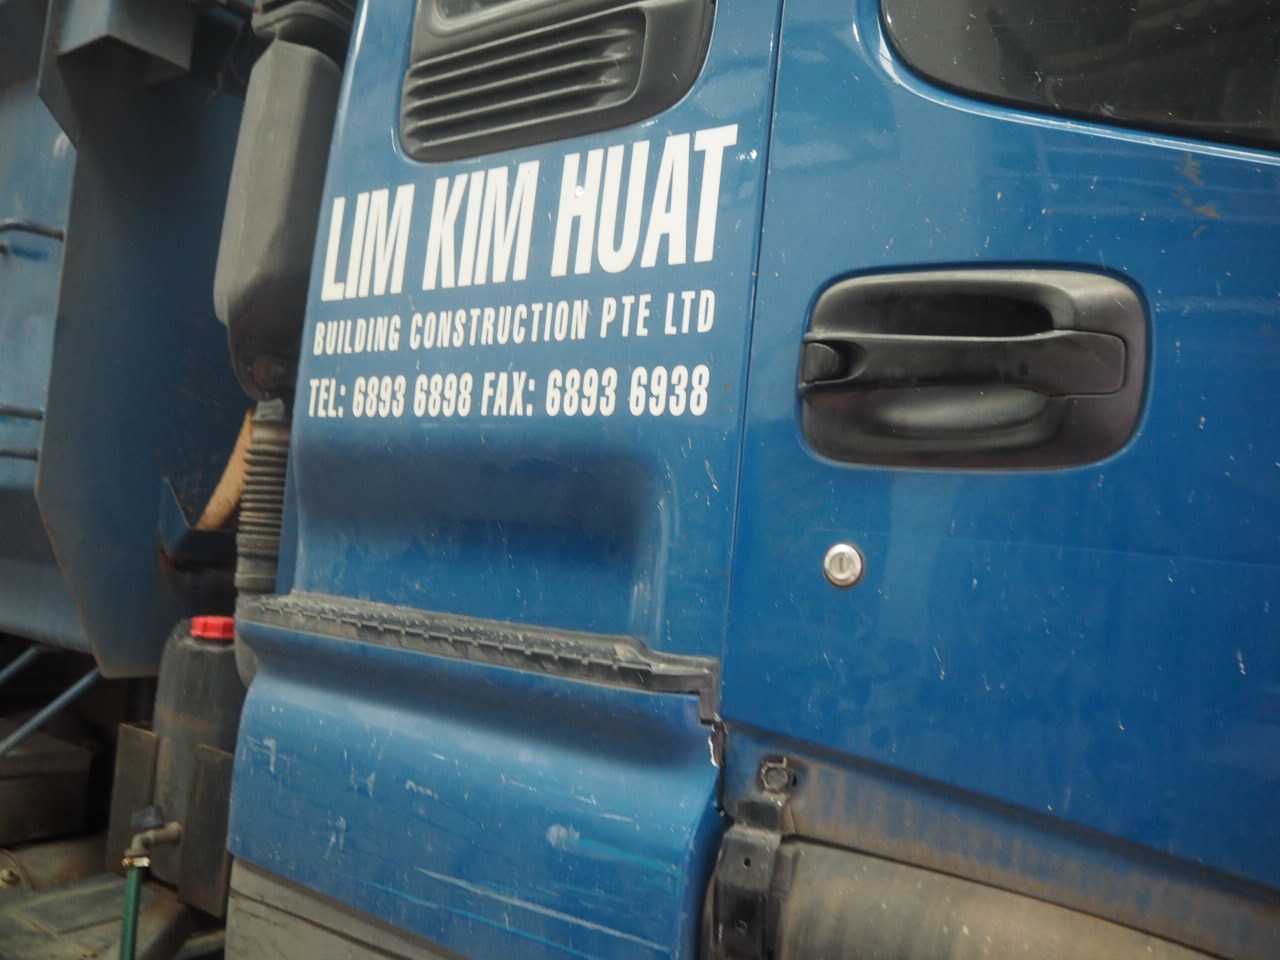 LIM KIM HUAT
BUILDING CONSTRUCTION PTE LTD
TEL: 6893 6898 FAX: 6893 6938